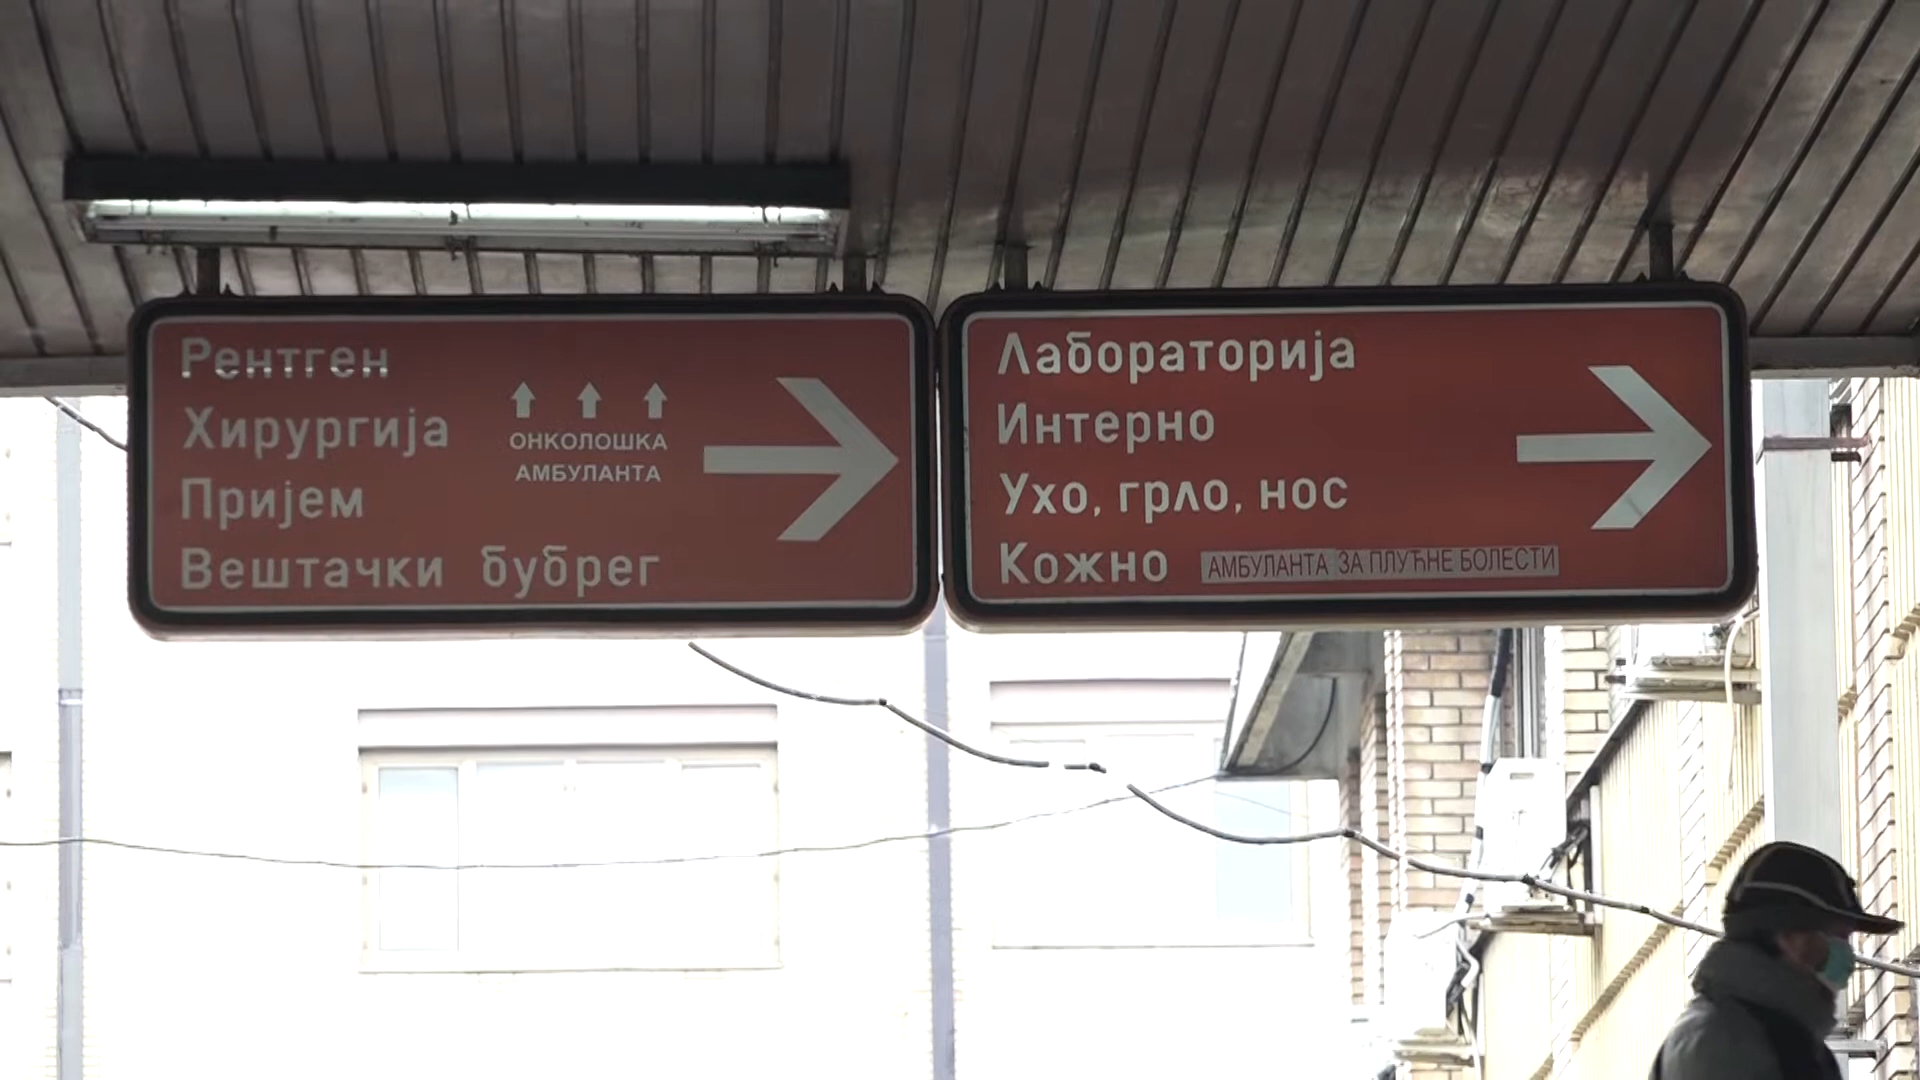 Рентген
Хирургија
Пријем
Вештачки бубрег
ОНКОЛОШКА
АМБУЛАНТА
Лабораторија
Интерно
Ухо, грло, нос
Кожно
АМБУЛАНТА ЗА ПЛУЋНЕ БОЛЕСТИ